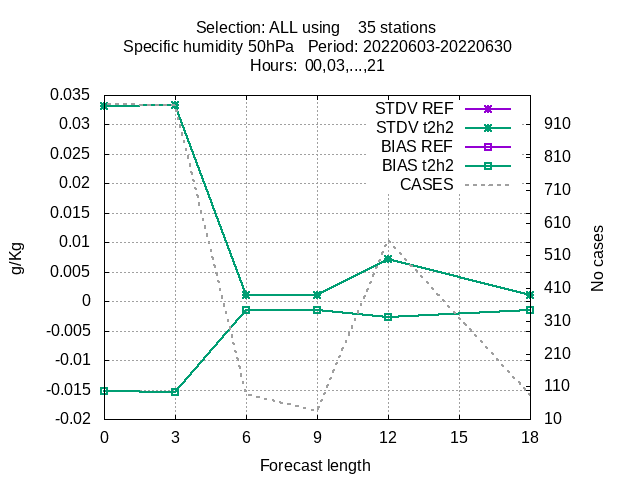 Selection: ALL using    35 stations
Specific humidity 50hPa   Period: 20220603-20220630
Hours:  00,03,...,21
0.035
0.03
0.025
0.02
0.015
0.01
0.005
0
-0.005
-0.01
-0.015
-0.02
g/Kg
STDV REF
STDV t2h2
BIAS REF
BIAS t2h2
CASES
910
810
710
610
510
410
310
210
110
10
No cases
0 3 6 9 12 15 18
Forecast length